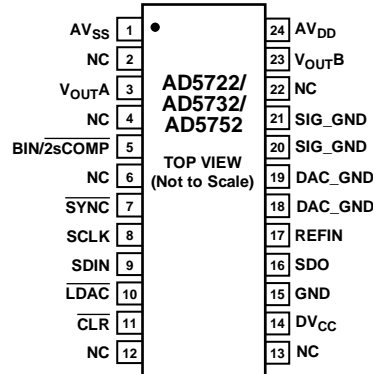 AVSS 1
NC 2
VOUTA 3
NC 4
BIN/2sCOMP 5
NC 6
SYNC 7
SCLK 8
SDIN 9
LDAC 10
CLR 11
NC 12
AD5722/
AD5732/
AD5752
TOP VIEW
(Not to Scale)
24 AVDD
23 VOUTB
22 NC
21 SIG_GND
20 SIG_GND
19 DAC_GND
18 DAC_GND
17 REFIN
16 SDO
15 GND
14 DVCC
13 NC